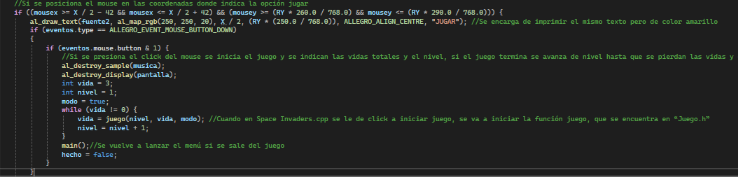 //Si se posiciona el mouse en las coordenadas donde indica la opción jugar
if ((mousex >= X / 2 - 42 && mousex <= X / 2 + 42) && (mousey >= (RY * 260.0 / 768.0) && mousey <= (RY * 290.0 / 768.0))) {
al_draw_text(fuente2, al_map_rgb(250, 250, 20), X / 2, (RY * (250.0 / 768.0)), ALLEGRO_ALIGN_CENTRE, "JUGAR"); //Se encarga de imprimir el mismo texto pero de color amarillo
if (eventos.type == ALLEGRO_EVENT_MOUSE_BUTTON_DOWN)
{
if (eventos.mouse.button & 1) {
//Si se presiona el click del mouse se inicia el juego y se indican las vidas totales y el nivel, si el juego termina se avanza de nivel hasta que se pierdan las vidas y
al_destroy_sample(musica);
al_destroy_display(pantalla);
int vida = 3;
int nivel = 1;
modo = true;
while (vida != 0) {
vida = juego(nivel, vida, modo); //Cuando en Space Invaders.cpp se le de click a iniciar juego, se va a iniciar la función juego, que se encuentra en "Juego.h"
nivel = nivel + 1;
}
main();//Se vuelve a lanzar el menú si se sale del juego
hecho = false;
}
}